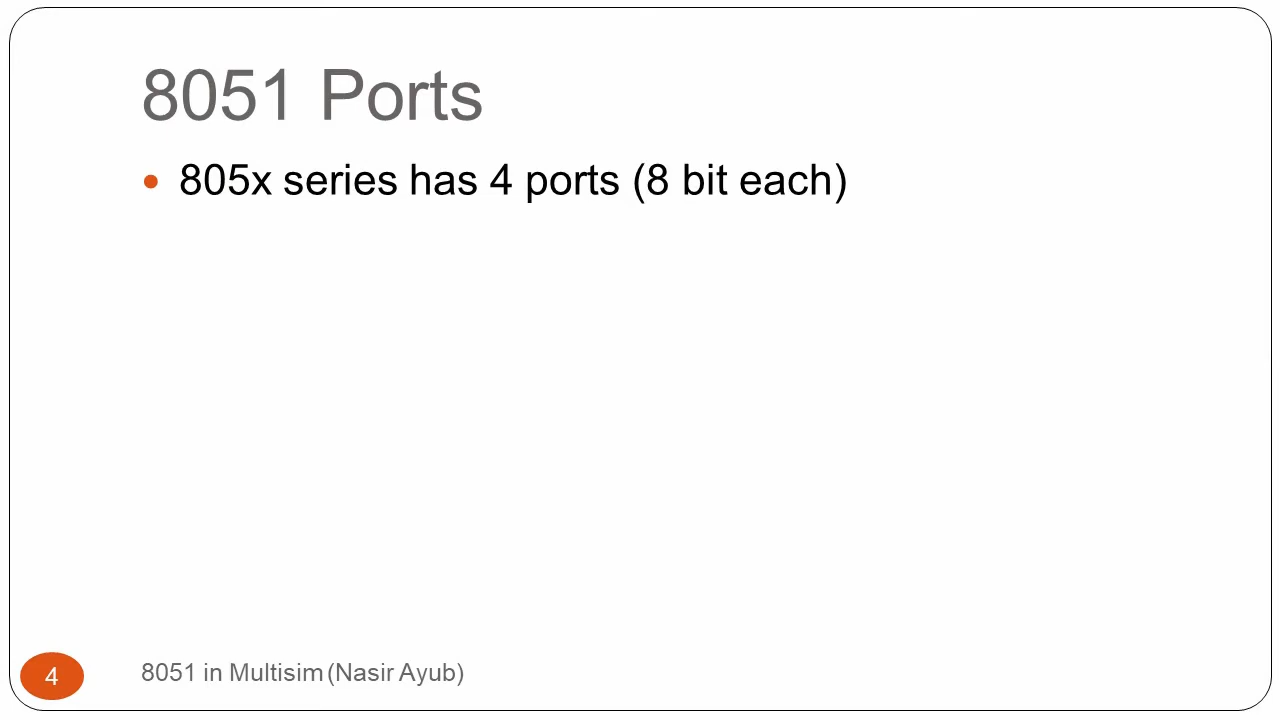 8051 Ports
• 805x series has 4 ports (8 bit each)
4
8051 in Multisim (Nasir Ayub)